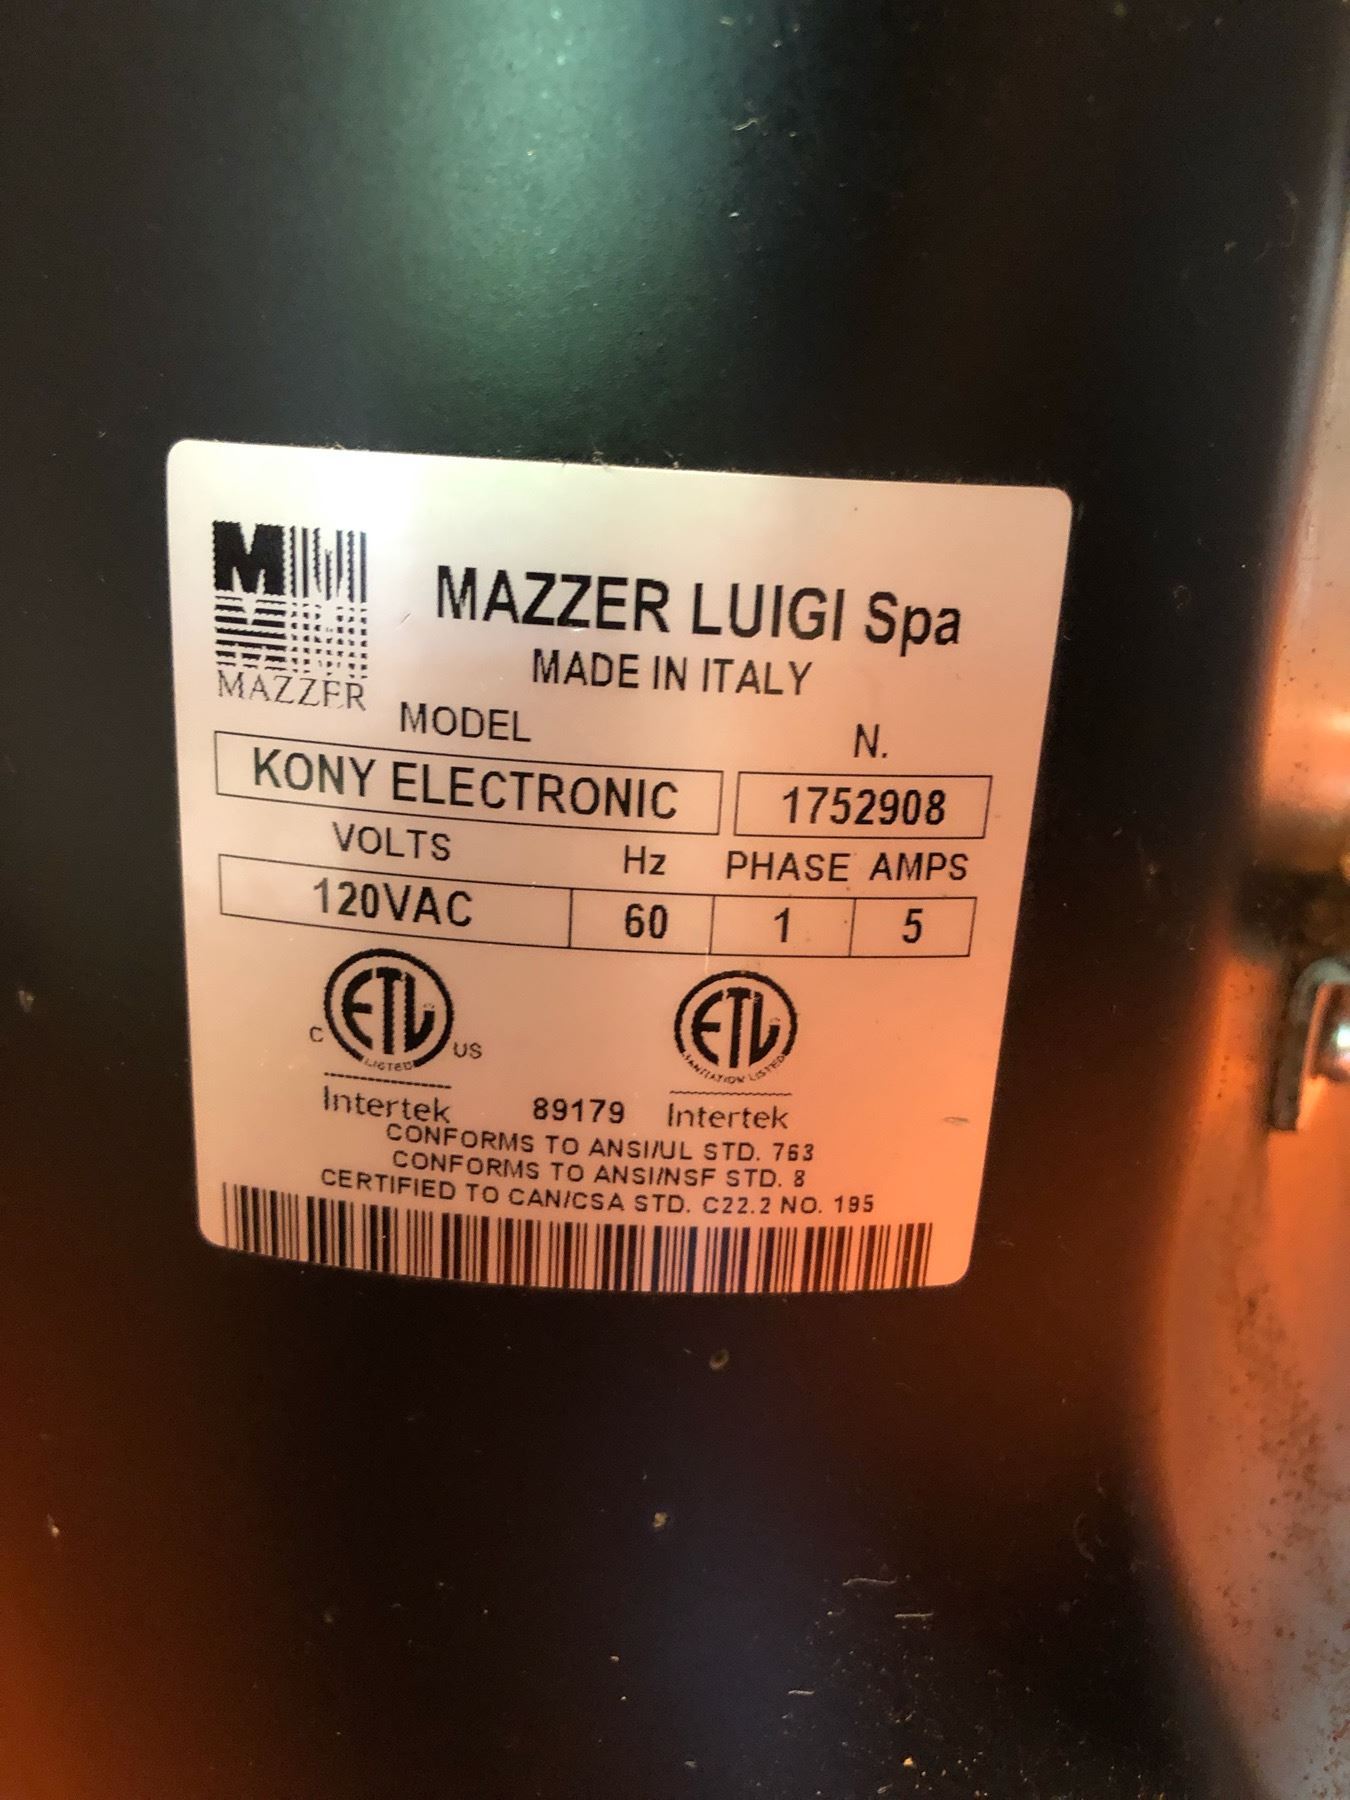 MAZZER
MAZZER LUIGI Spa
MADE IN ITALY
MODEL N.
KONY ELECTRONIC 1752908
VOLTS Hz PHASE AMPS
120VAC 60 1 5
C ETL US
LISTED
Intertek
89179
ETL
SANITATION LISTED
Intertek
CONFORMS TO ANSI/UL STD. 763
CONFORMS TO ANSI/NSF STD. 8
CERTIFIED TO CAN/CSA STD. C22.2 NO. 195